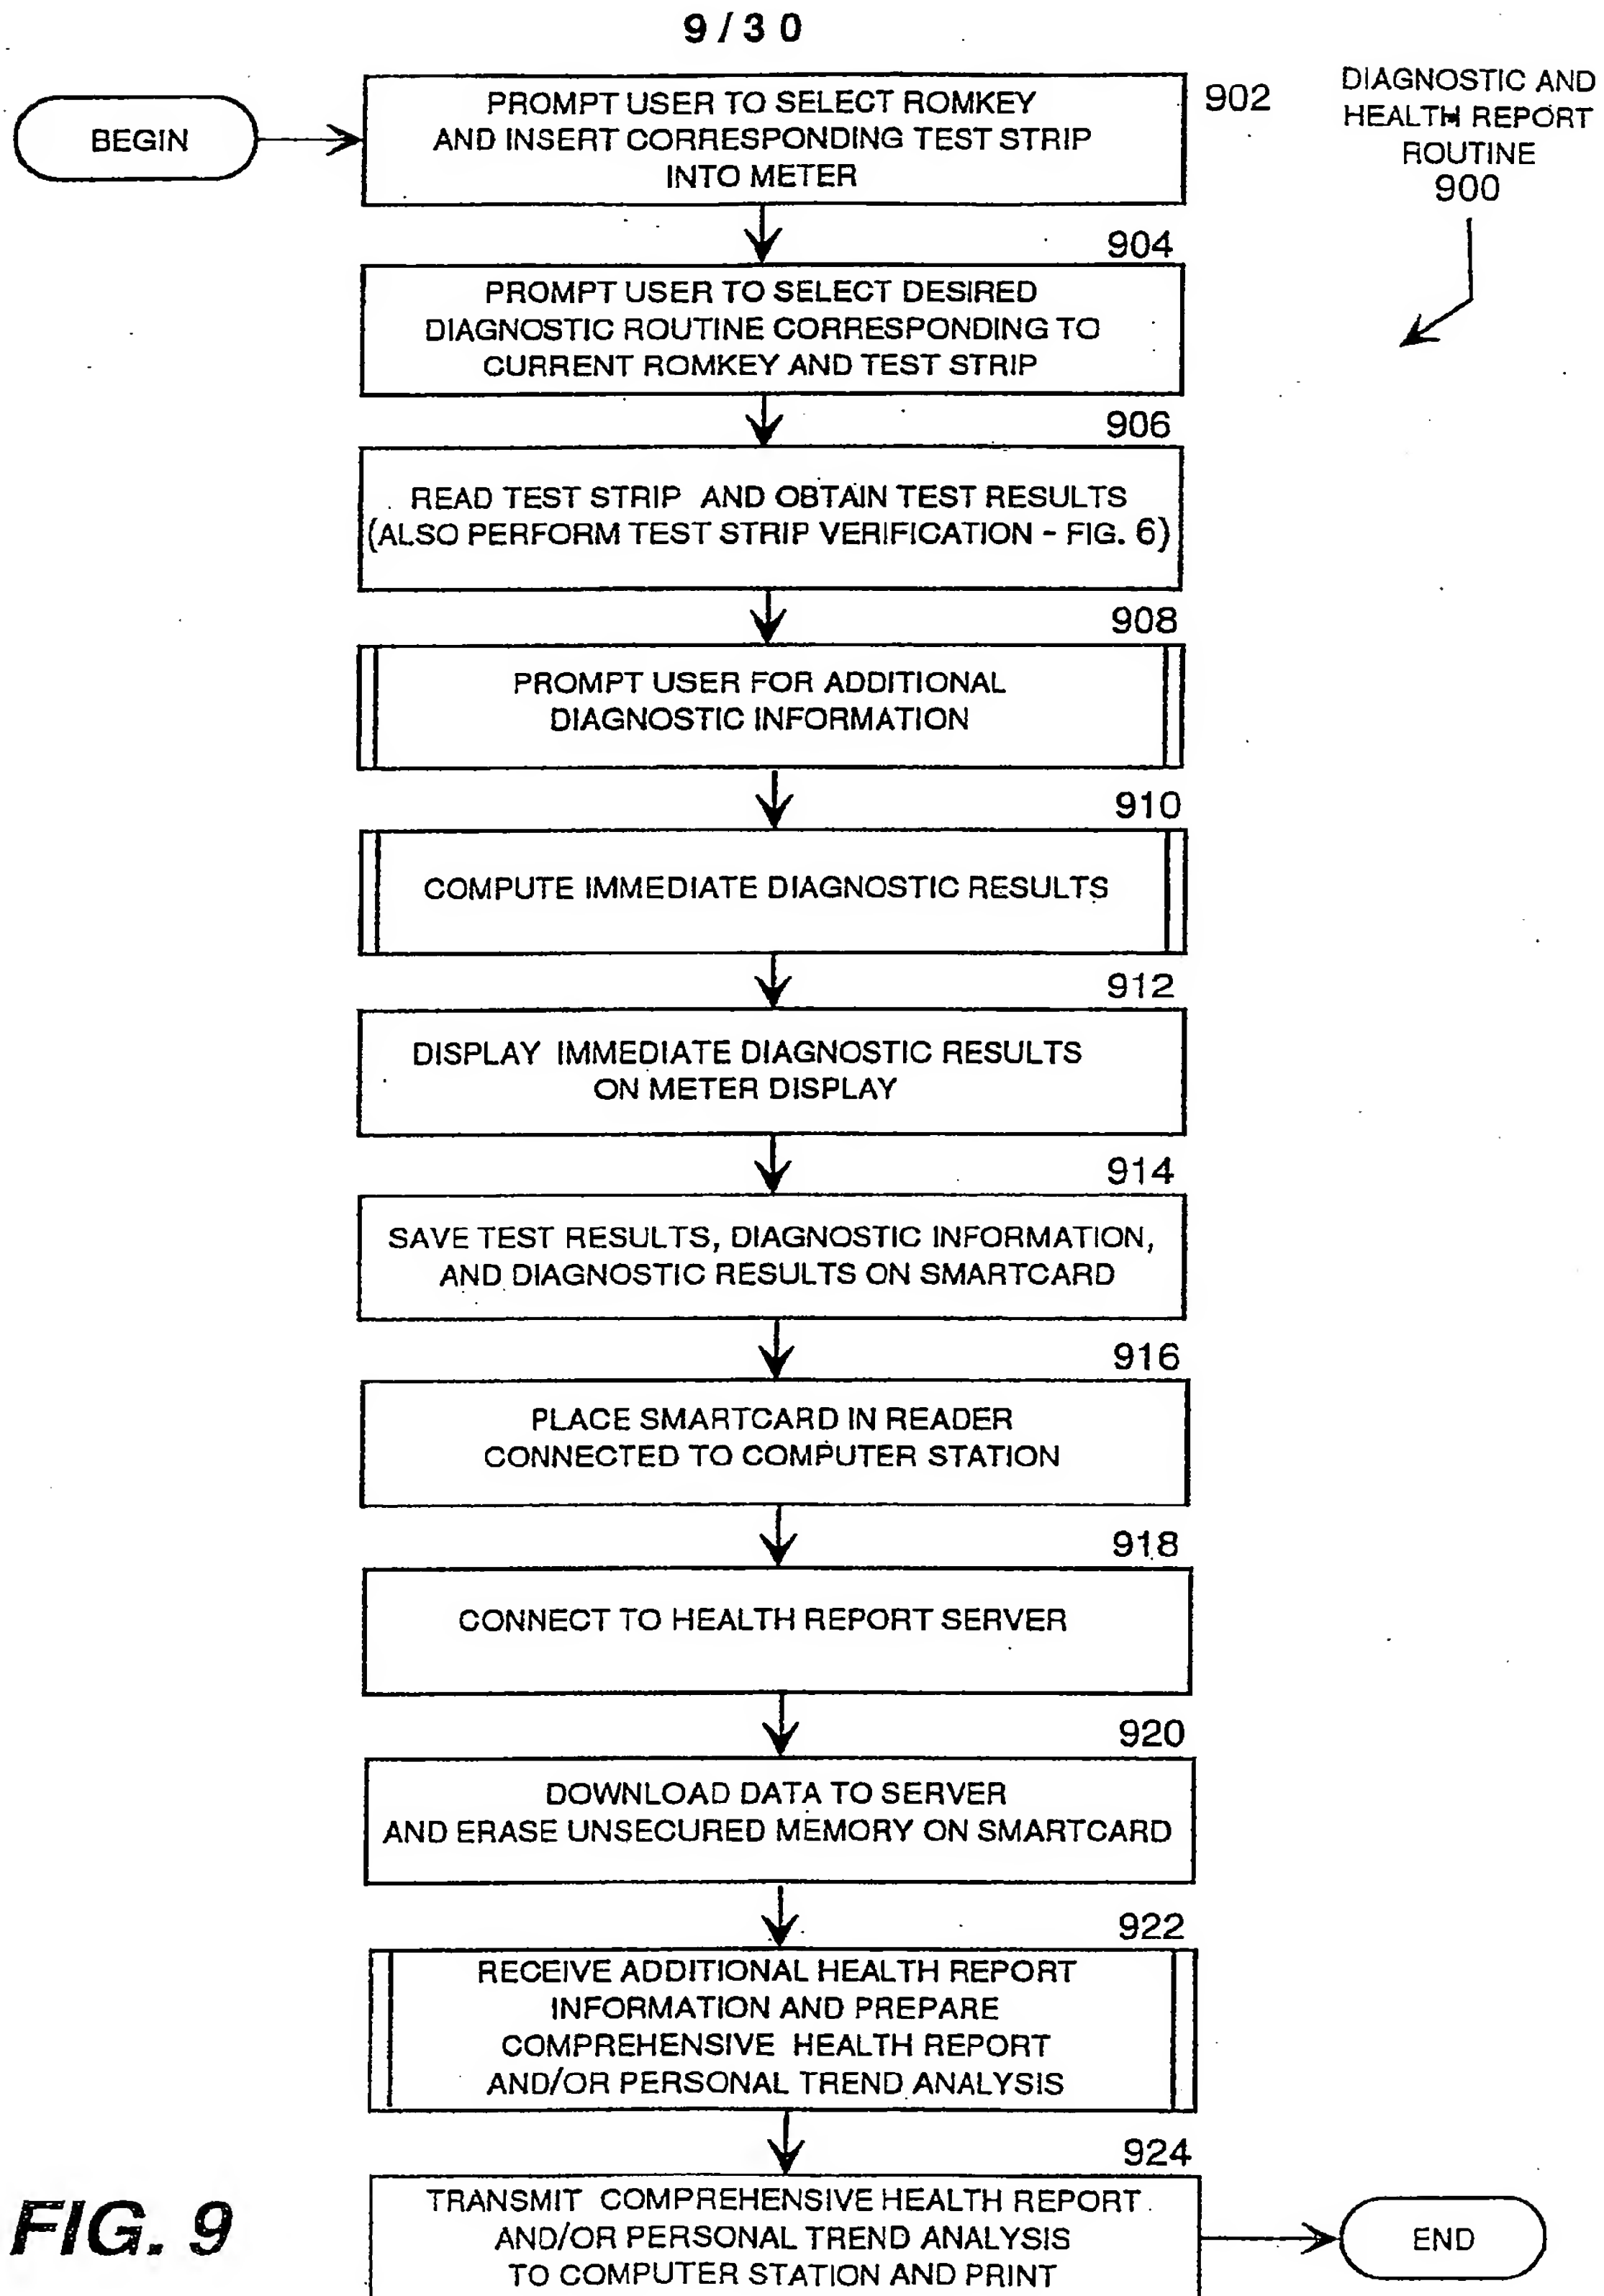 9/30
BEGIN
PROMPT USER TO SELECT ROMKEY
AND INSERT CORRESPONDING TEST STRIP
INTO METER
902
DIAGNOSTIC AND
HEALTH REPORT
ROUTINE
900
904
PROMPT USER TO SELECT DESIRED
DIAGNOSTIC ROUTINE CORRESPONDING TO
CURRENT ROMKEY AND TEST STRIP
906
READ TEST STRIP AND OBTAIN TEST RESULTS
(ALSO PERFORM TEST STRIP VERIFICATION - FIG. 6)
908
PROMPT USER FOR ADDITIONAL
DIAGNOSTIC INFORMATION
910
COMPUTE IMMEDIATE DIAGNOSTIC RESULTS
912
DISPLAY IMMEDIATE DIAGNOSTIC RESULTS
ON METER DISPLAY
914
SAVE TEST RESULTS, DIAGNOSTIC INFORMATION,
AND DIAGNOSTIC RESULTS ON SMARTCARD
916
PLACE SMARTCARD IN READER
CONNECTED TO COMPUTER STATION
918
CONNECT TO HEALTH REPORT SERVER
920
DOWNLOAD DATA TO SERVER
AND ERASE UNSECURED MEMORY ON SMARTCARD
922
RECEIVE ADDITIONAL HEALTH REPORT
INFORMATION AND PREPARE
COMPREHENSIVE HEALTH REPORT
AND/OR PERSONAL TREND ANALYSIS
924
TRANSMIT COMPREHENSIVE HEALTH REPORT
AND/OR PERSONAL TREND ANALYSIS
TO COMPUTER STATION AND PRINT
END
FIG. 9